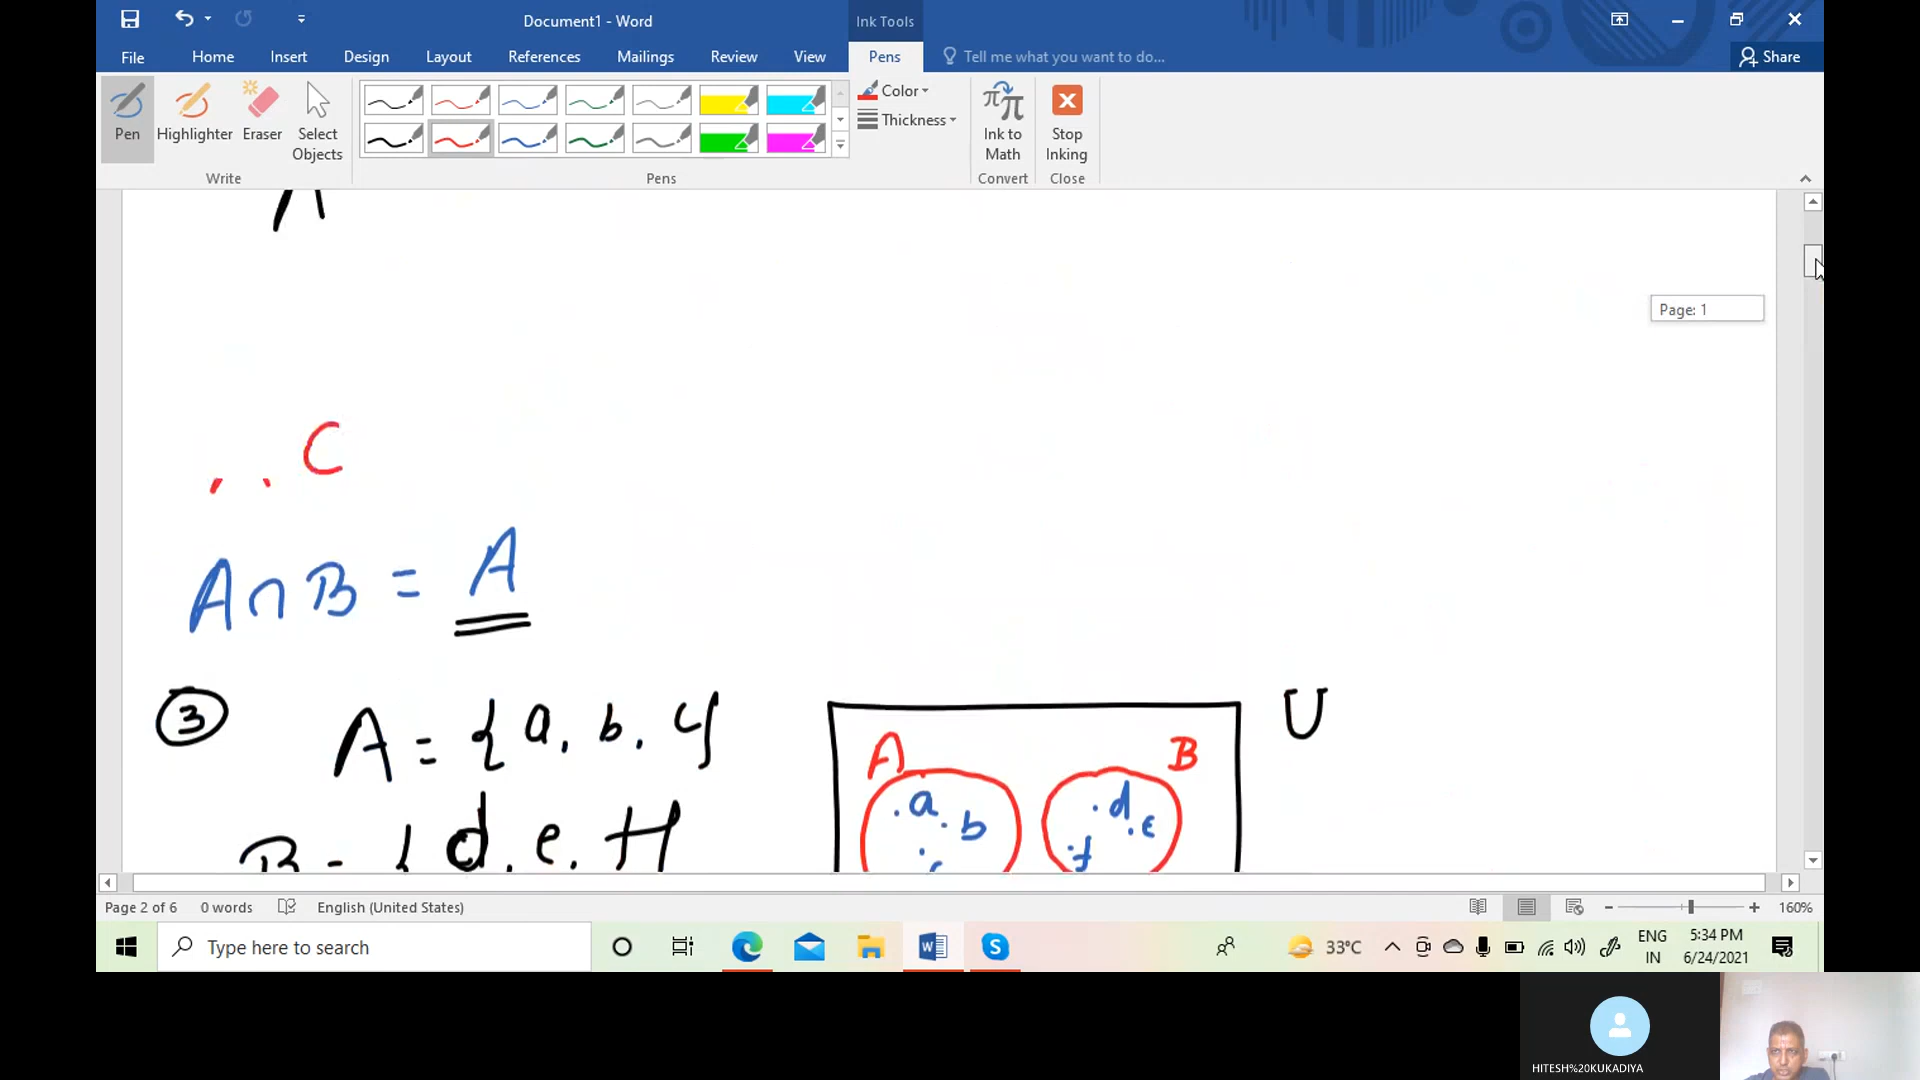 Document1 - Word
Ink Tools
File Home Insert Design Layout References Mailings Review View Pens Tell me what you want to do... Share
Pen Highlighter Eraser Select Objects
Color
Thickness
Ink to Math
Stop Inking
Write Pens Convert Close
Page: 1
C
A∩B = A
③ A = {a, b, c} U
A B
.a .d
.b .e
B = { d, e, f}
.f
Page 2 of 6 0 words English (United States) 160%
Type here to search
33°C
ENG
IN
5:34 PM
6/24/2021
HITESH%20KUKADIYA